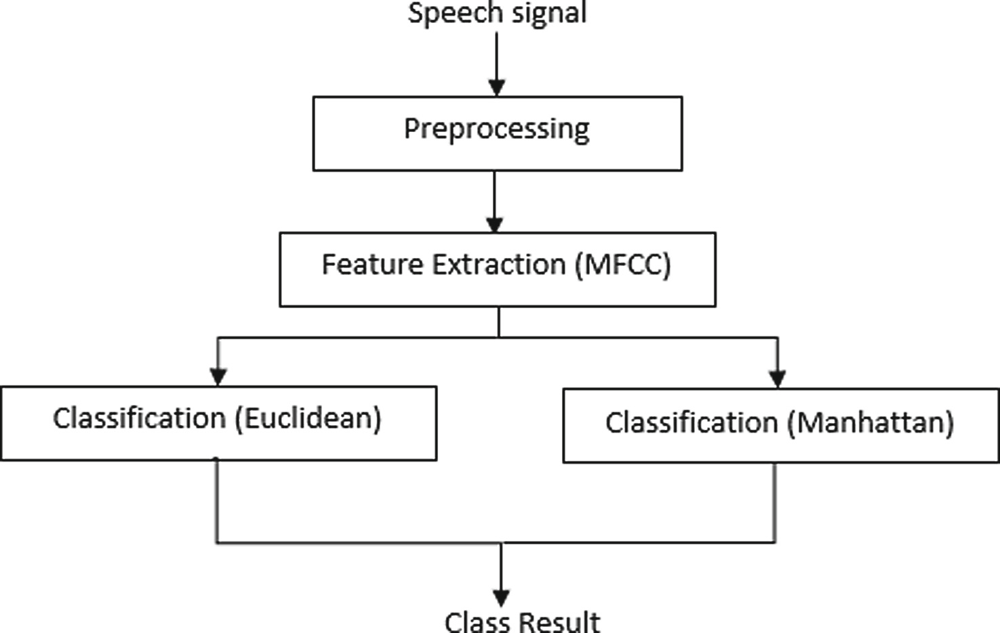 Speech signal
Preprocessing
Feature Extraction (MFCC)
Classification (Euclidean)
Classification (Manhattan)
Class Result